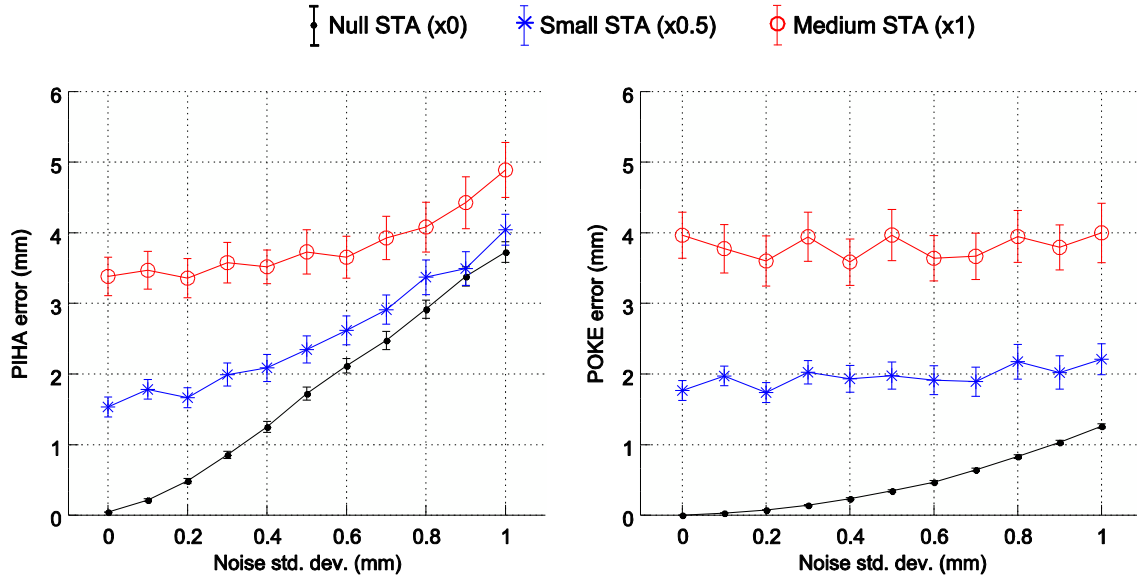 Null STA (x0) Small STA (x0.5) Medium STA (x1)
PIHA error (mm)
6
5
4
3
2
1
0
0 0.2 0.4 0.6 0.8 1
Noise std. dev. (mm)
POKE error (mm)
6
5
4
3
2
1
0
0 0.2 0.4 0.6 0.8 1
Noise std. dev. (mm)